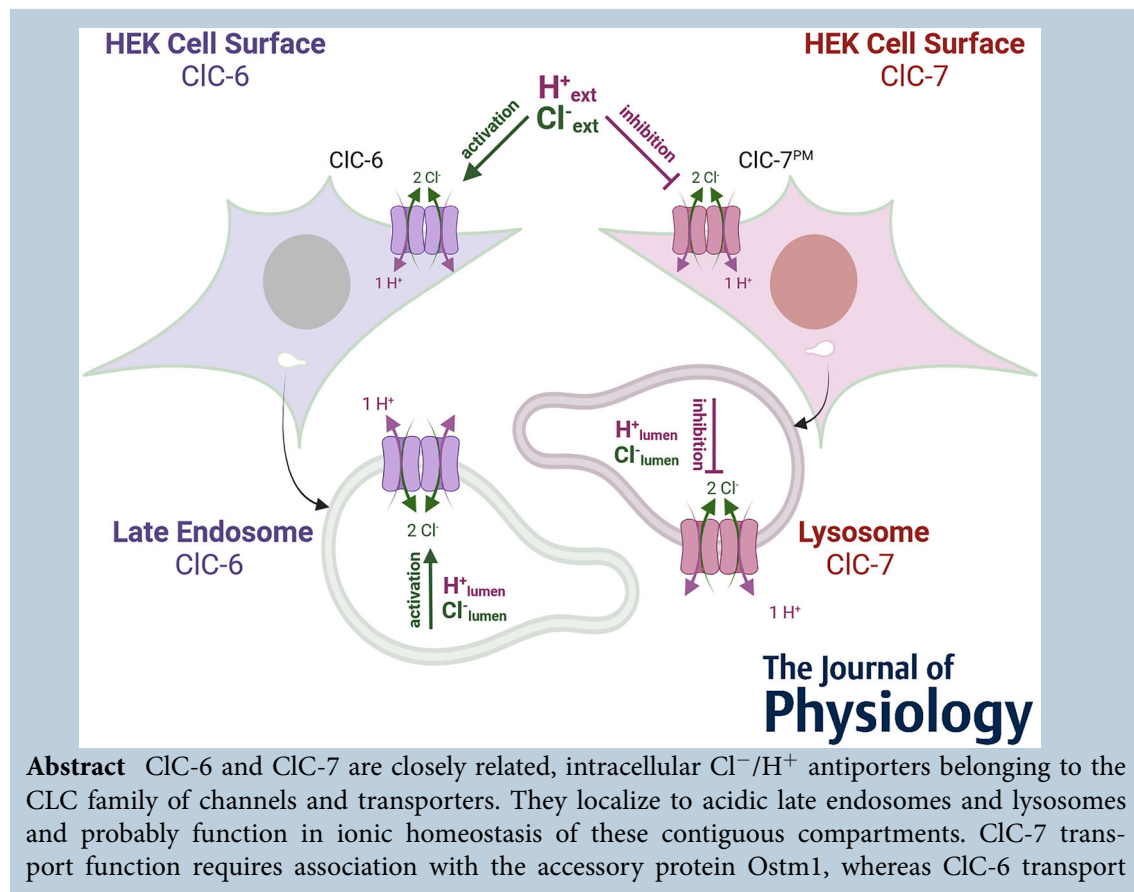 HEK Cell Surface
ClC-6
HEK Cell Surface
ClC-7
H⁺ext
Cl⁻ext
activation
inhibition
ClC-6
2 Cl⁻
1 H⁺
ClC-7ᴾᴹ
2 Cl⁻
1 H⁺
1 H⁺
2 Cl⁻
activation
H⁺lumen
Cl⁻lumen
Late Endosome
ClC-6
H⁺lumen
Cl⁻lumen
inhibition
2 Cl⁻
1 H⁺
Lysosome
ClC-7
The Journal of
Physiology
Abstract ClC-6 and ClC-7 are closely related, intracellular Cl⁻/H⁺ antiporters belonging to the
CLC family of channels and transporters. They localize to acidic late endosomes and lysosomes
and probably function in ionic homeostasis of these contiguous compartments. ClC-7 trans-
port function requires association with the accessory protein Ostm1, whereas ClC-6 transport